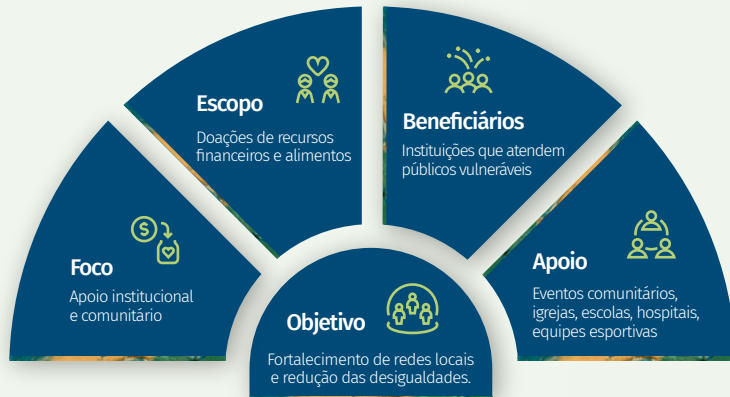 Foco
Apoio institucional
e comunitário
Escopo
Doações de recursos
financeiros e alimentos
Beneficiários
Instituições que atendem
públicos vulneráveis
Apoio
Eventos comunitários,
igrejas, escolas, hospitais,
equipes esportivas
Objetivo
Fortalecimento de redes locais
e redução das desigualdades.